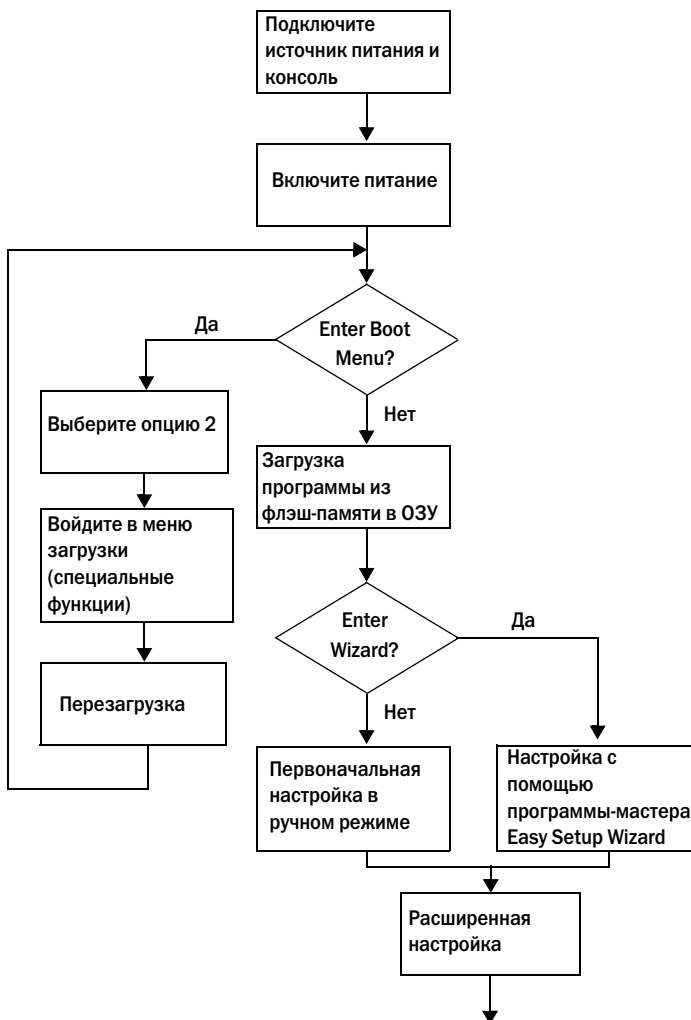 Подключите
источник питания и
консоль
Включите питание
Enter Boot
Menu?
Да
Нет
Выберите опцию 2
Войдите в меню
загрузки
(специальные
функции)
Перезагрузка
Загрузка
программы из
флэш-памяти в ОЗУ
Enter
Wizard?
Да
Нет
Первоначальная
настройка в
ручном режиме
Настройка с
помощью
программы-мастера
Easy Setup Wizard
Расширенная
настройка